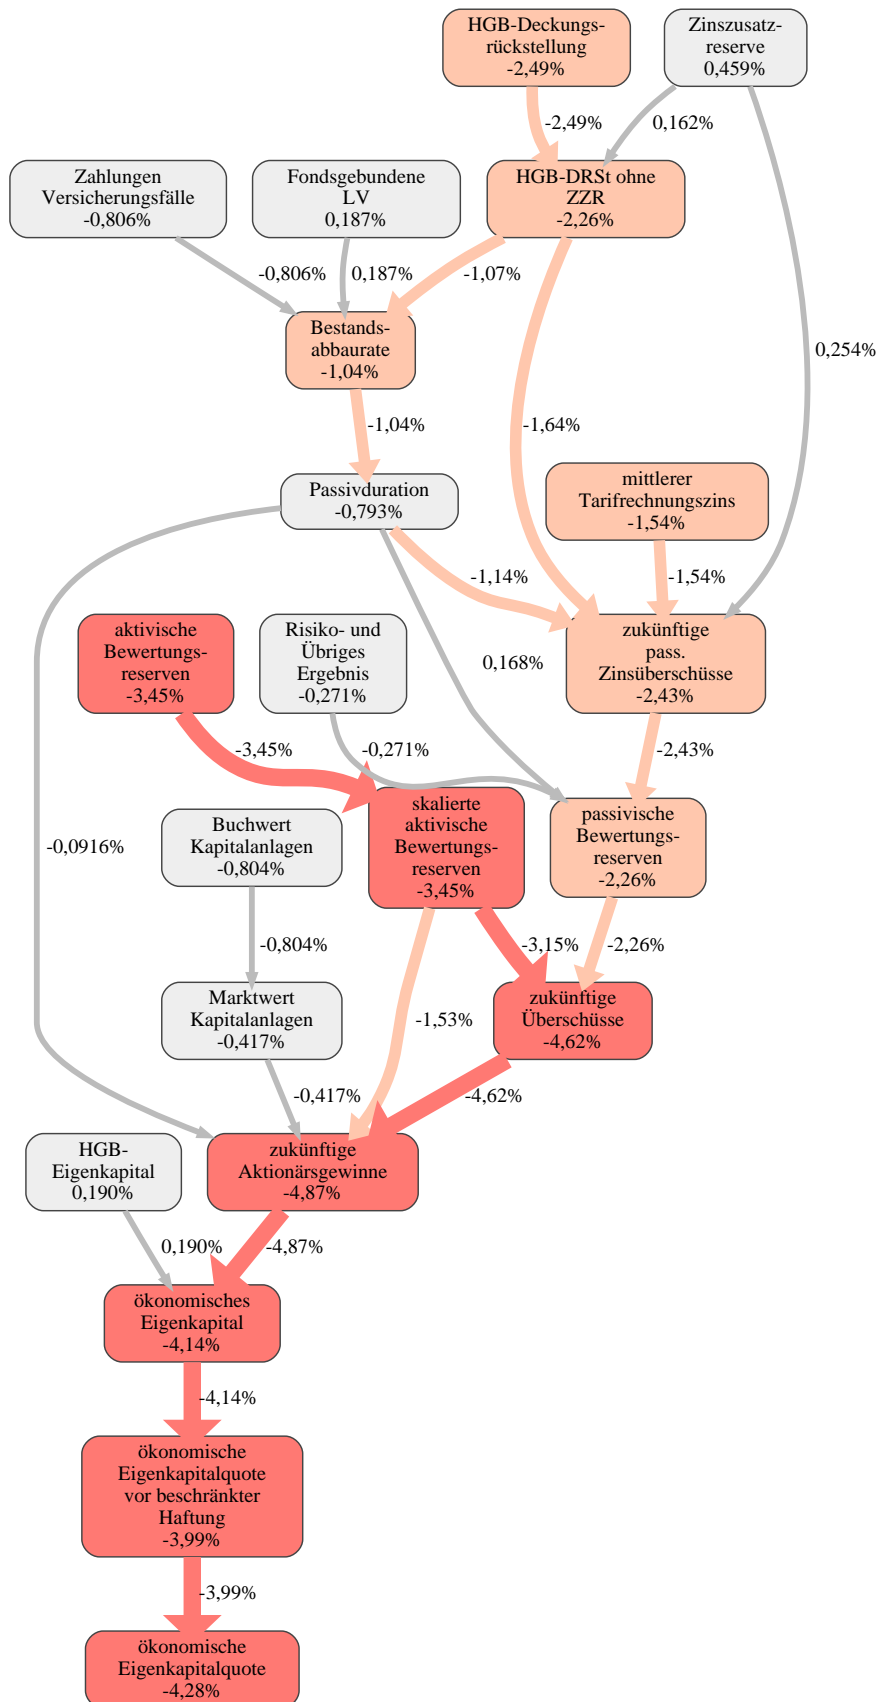 HGB-Deckungs-
rückstellung
-2,49%
Zinszusatz-
reserve
0,459%
-2,49%
0,162%
Zahlungen
Versicherungsfälle
-0,806%
Fondsgebundene
LV
0,187%
HGB-DRSt ohne
ZZR
-2,26%
-0,806%
0,187%
-1,07%
Bestands-
abbaurate
-1,04%
0,254%
-1,04%
-1,64%
Passivduration
-0,793%
mittlerer
Tarifrechnungszins
-1,54%
-1,14%
-1,54%
aktivische
Bewertungs-
reserven
-3,45%
Risiko- und
Übriges
Ergebnis
-0,271%
0,168%
zukünftige
pass.
Zinsüberschüsse
-2,43%
-3,45%
-0,271%
-2,43%
-0,0916%
Buchwert
Kapitalanlagen
-0,804%
skalierte
aktivische
Bewertungs-
reserven
-3,45%
passivische
Bewertungs-
reserven
-2,26%
-0,804%
-3,15%
-2,26%
Marktwert
Kapitalanlagen
-0,417%
-1,53%
zukünftige
Überschüsse
-4,62%
-0,417%
-4,62%
HGB-
Eigenkapital
0,190%
zukünftige
Aktionärsgewinne
-4,87%
0,190%
-4,87%
ökonomisches
Eigenkapital
-4,14%
-4,14%
ökonomische
Eigenkapitalquote
vor beschränkter
Haftung
-3,99%
-3,99%
ökonomische
Eigenkapitalquote
-4,28%